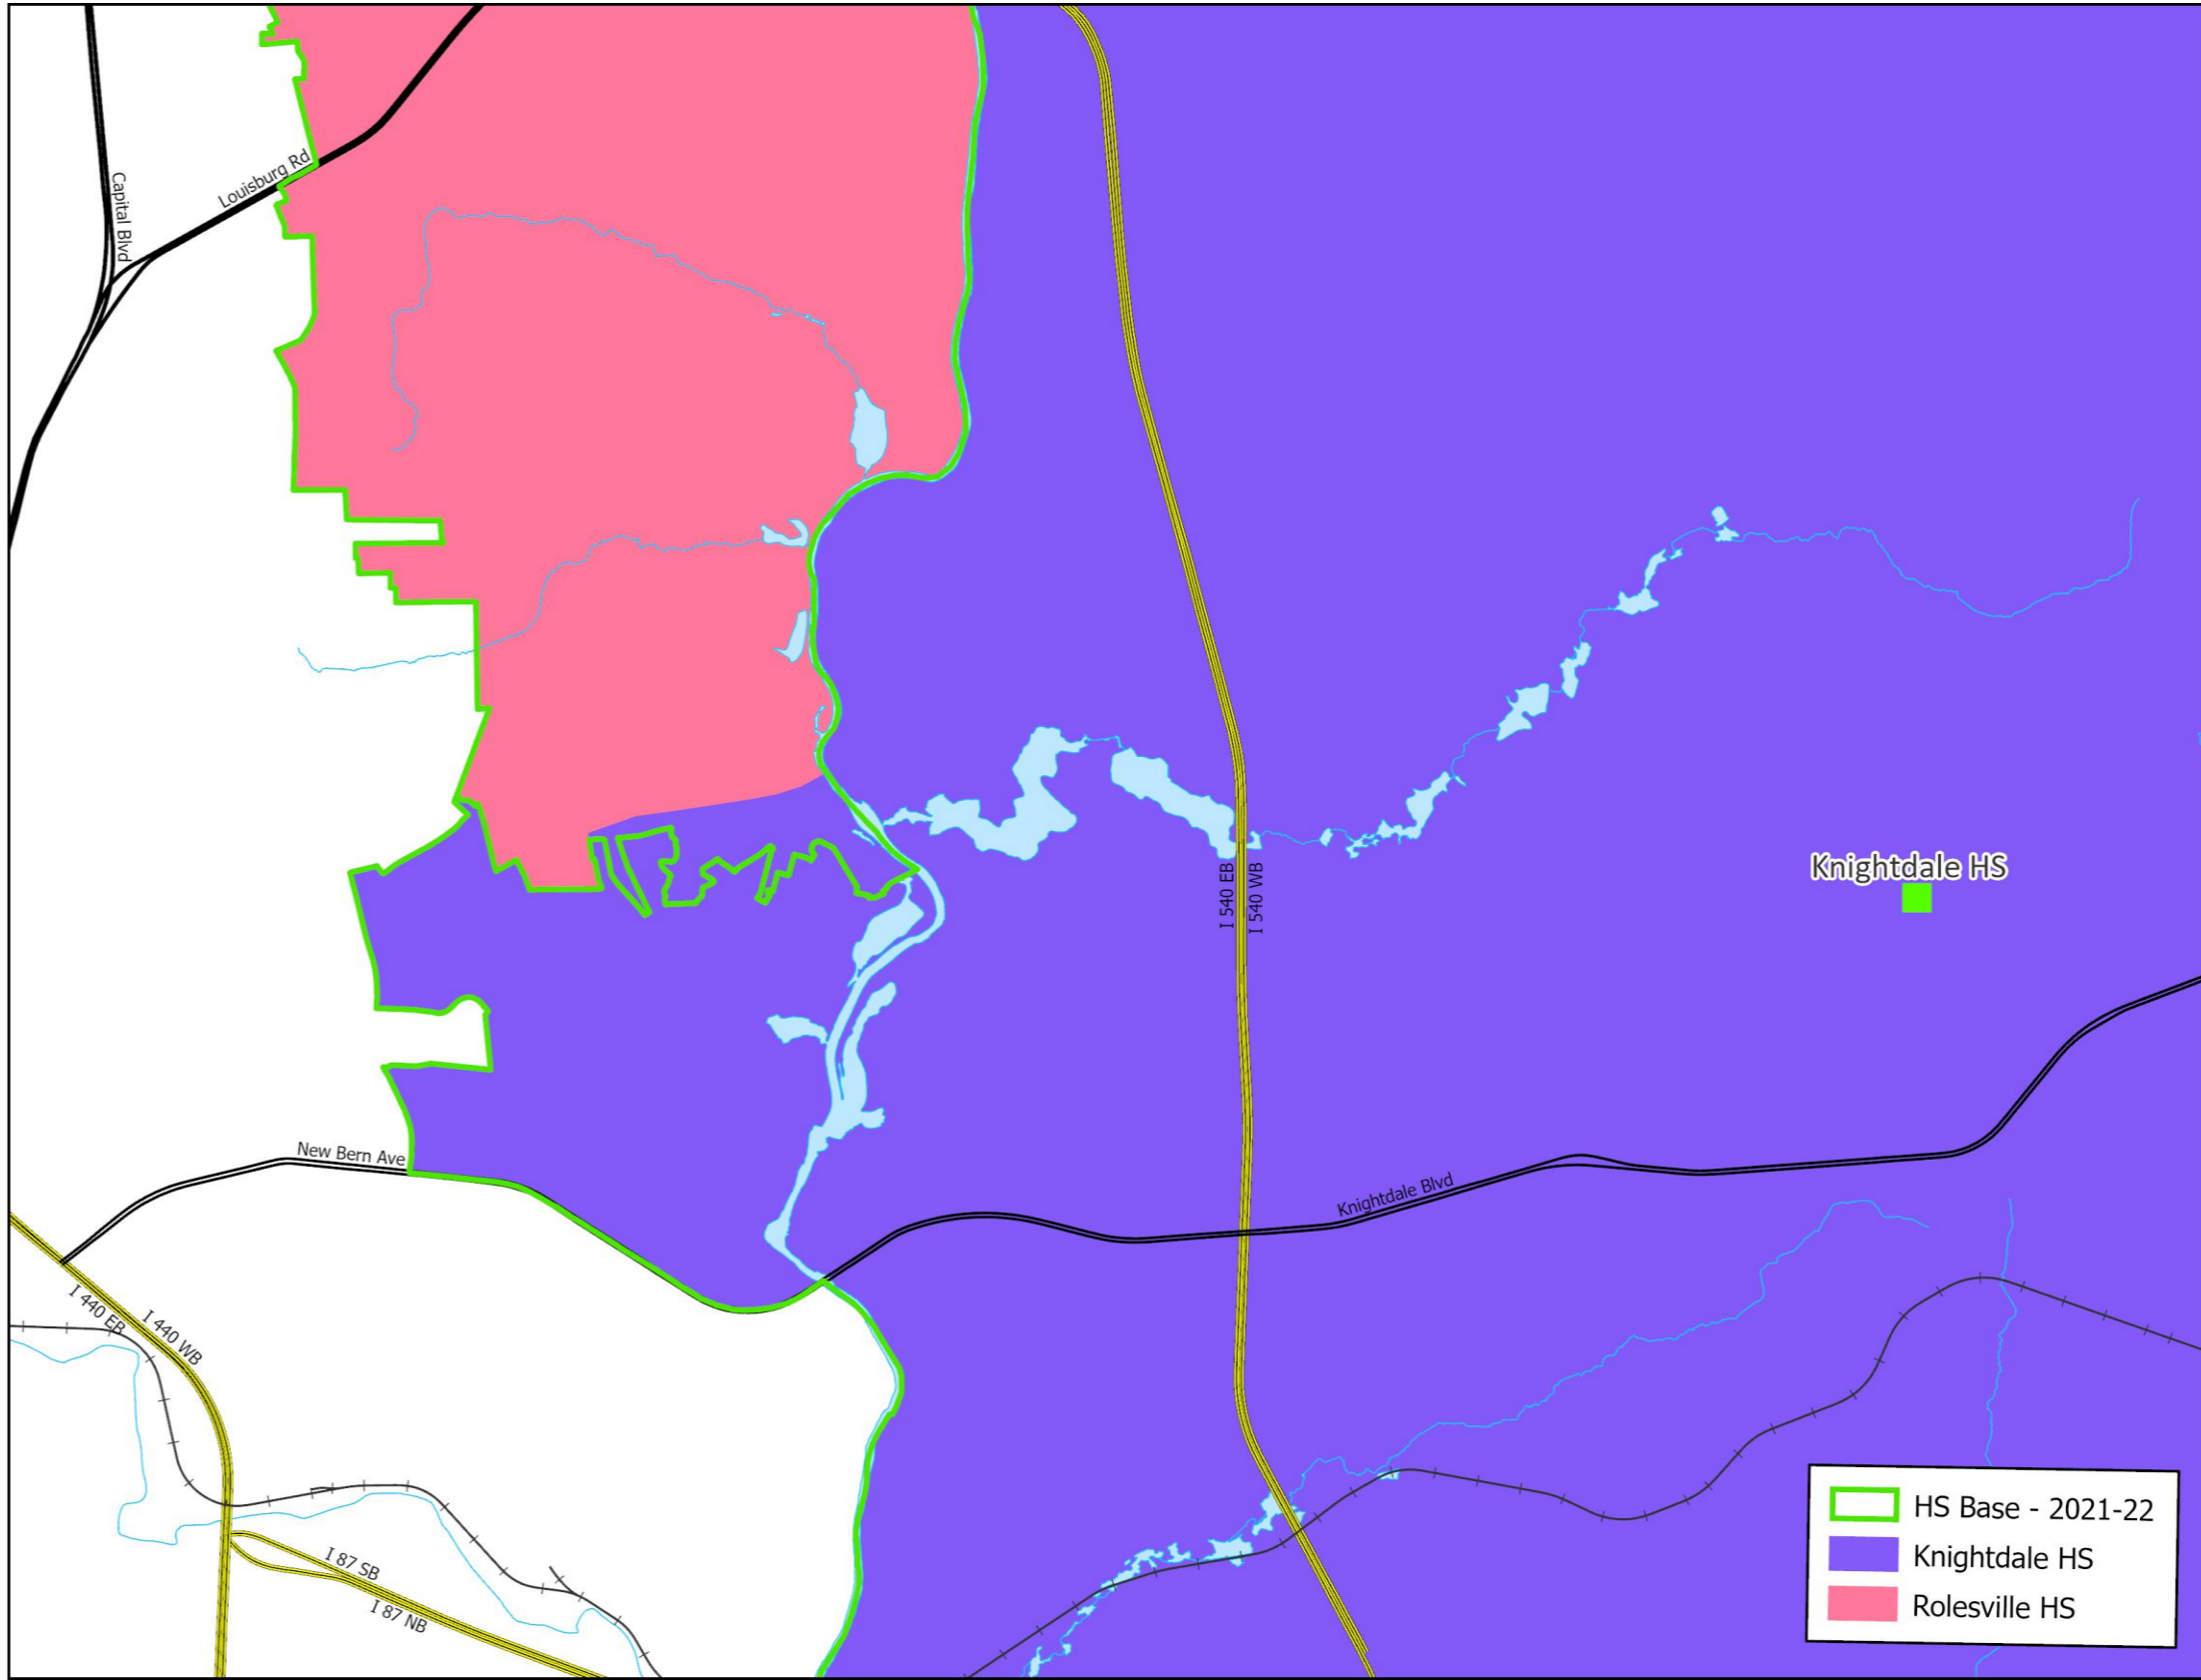 Capital Blvd
Louisburg Rd
Knightdale HS
I 540 EB
I 540 WB
New Bern Ave
Knightdale Blvd
I 440 EB
I 440 WB
I 87 SB
I 87 NB
HS Base - 2021-22
Knightdale HS
Rolesville HS